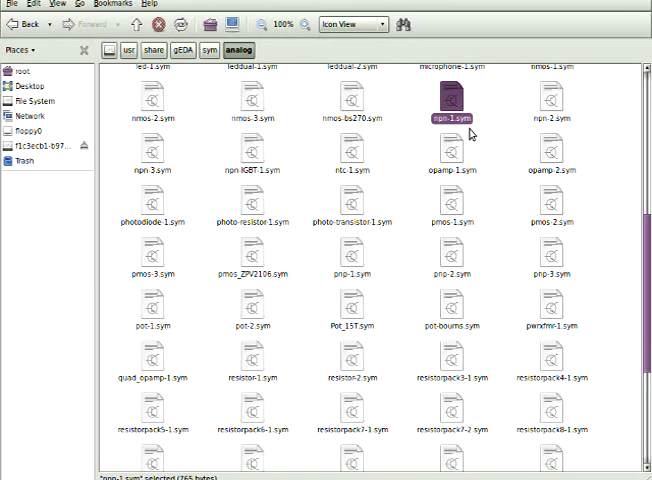 File Edit View Go Bookmarks Help
Back Forward 100% Icon View
Places usr share gEDA sym analog
root
Desktop
File System
Network
floppy0
f1c3ecb1-b97...
Trash
led-1.sym leddual-1.sym leddual-2.sym microphone-1.sym nmos-1.sym
nmos-2.sym nmos-3.sym nmos-bs270.sym npn-1.sym npn-2.sym
npn-3.sym npn IGBT-1.sym ntc-1.sym opamp-1.sym opamp-2.sym
photodiode-1.sym photo-resistor-1.sym photo-transistor-1.sym pmos-1.sym pmos-2.sym
pmos-3.sym pmos_ZPV2106.sym pnp-1.sym pnp-2.sym pnp-3.sym
pot-1.sym pot-2.sym Pot_15T.sym pot-bourns.sym pwrxfmr-1.sym
quad_opamp-1.sym resistor-1.sym resistor-2.sym resistorpack3-1.sym resistorpack4-1.sym
resistorpack5-1.sym resistorpack6-1.sym resistorpack7-1.sym resistorpack7-2.sym resistorpack8-1.sym
"npn-1.sym" selected (765 bytes)